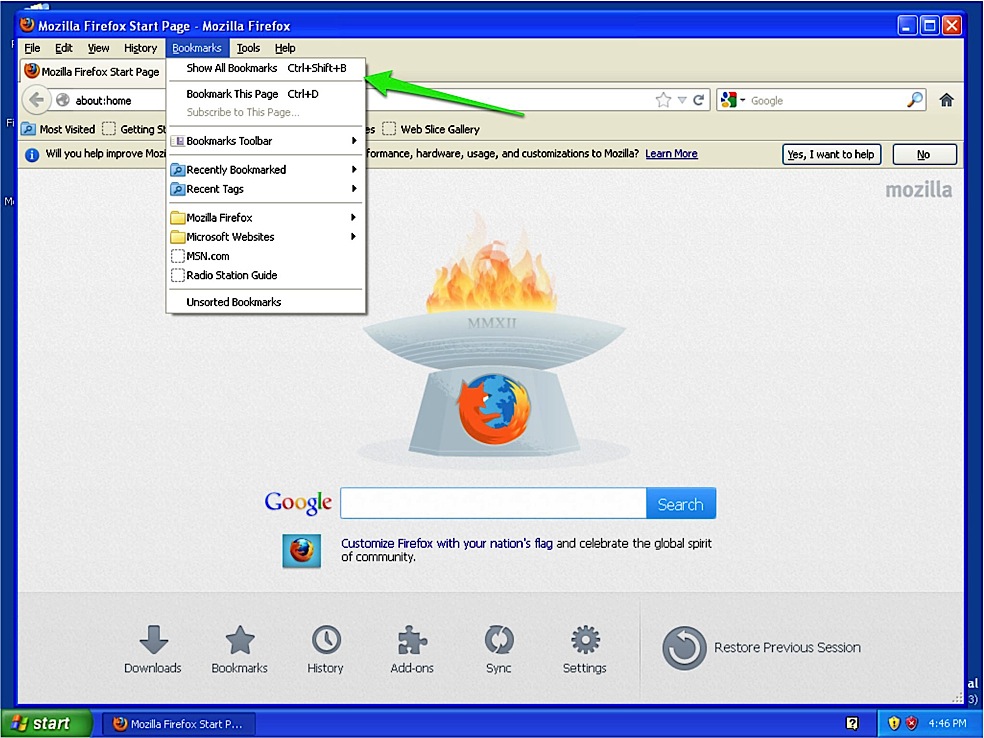 Mozilla Firefox Start Page - Mozilla Firefox
File Edit View History Bookmarks Tools Help
Mozilla Firefox Start Page
about:home
Google
Most Visited Getting St
es Web Slice Gallery
Will you help improve Mozi
formance, hardware, usage, and customizations to Mozilla? Learn More
Yes, I want to help
No
Show All Bookmarks Ctrl+Shift+B
Bookmark This Page Ctrl+D
Subscribe to This Page...
Bookmarks Toolbar
Recently Bookmarked
Recent Tags
Mozilla Firefox
Microsoft Websites
MSN.com
Radio Station Guide
Unsorted Bookmarks
mozilla
MMXII
Google
Search
Customize Firefox with your nation's flag and celebrate the global spirit
of community.
Downloads
Bookmarks
History
Add-ons
Sync
Settings
Restore Previous Session
al
3)
start
Mozilla Firefox Start P...
4:46 PM